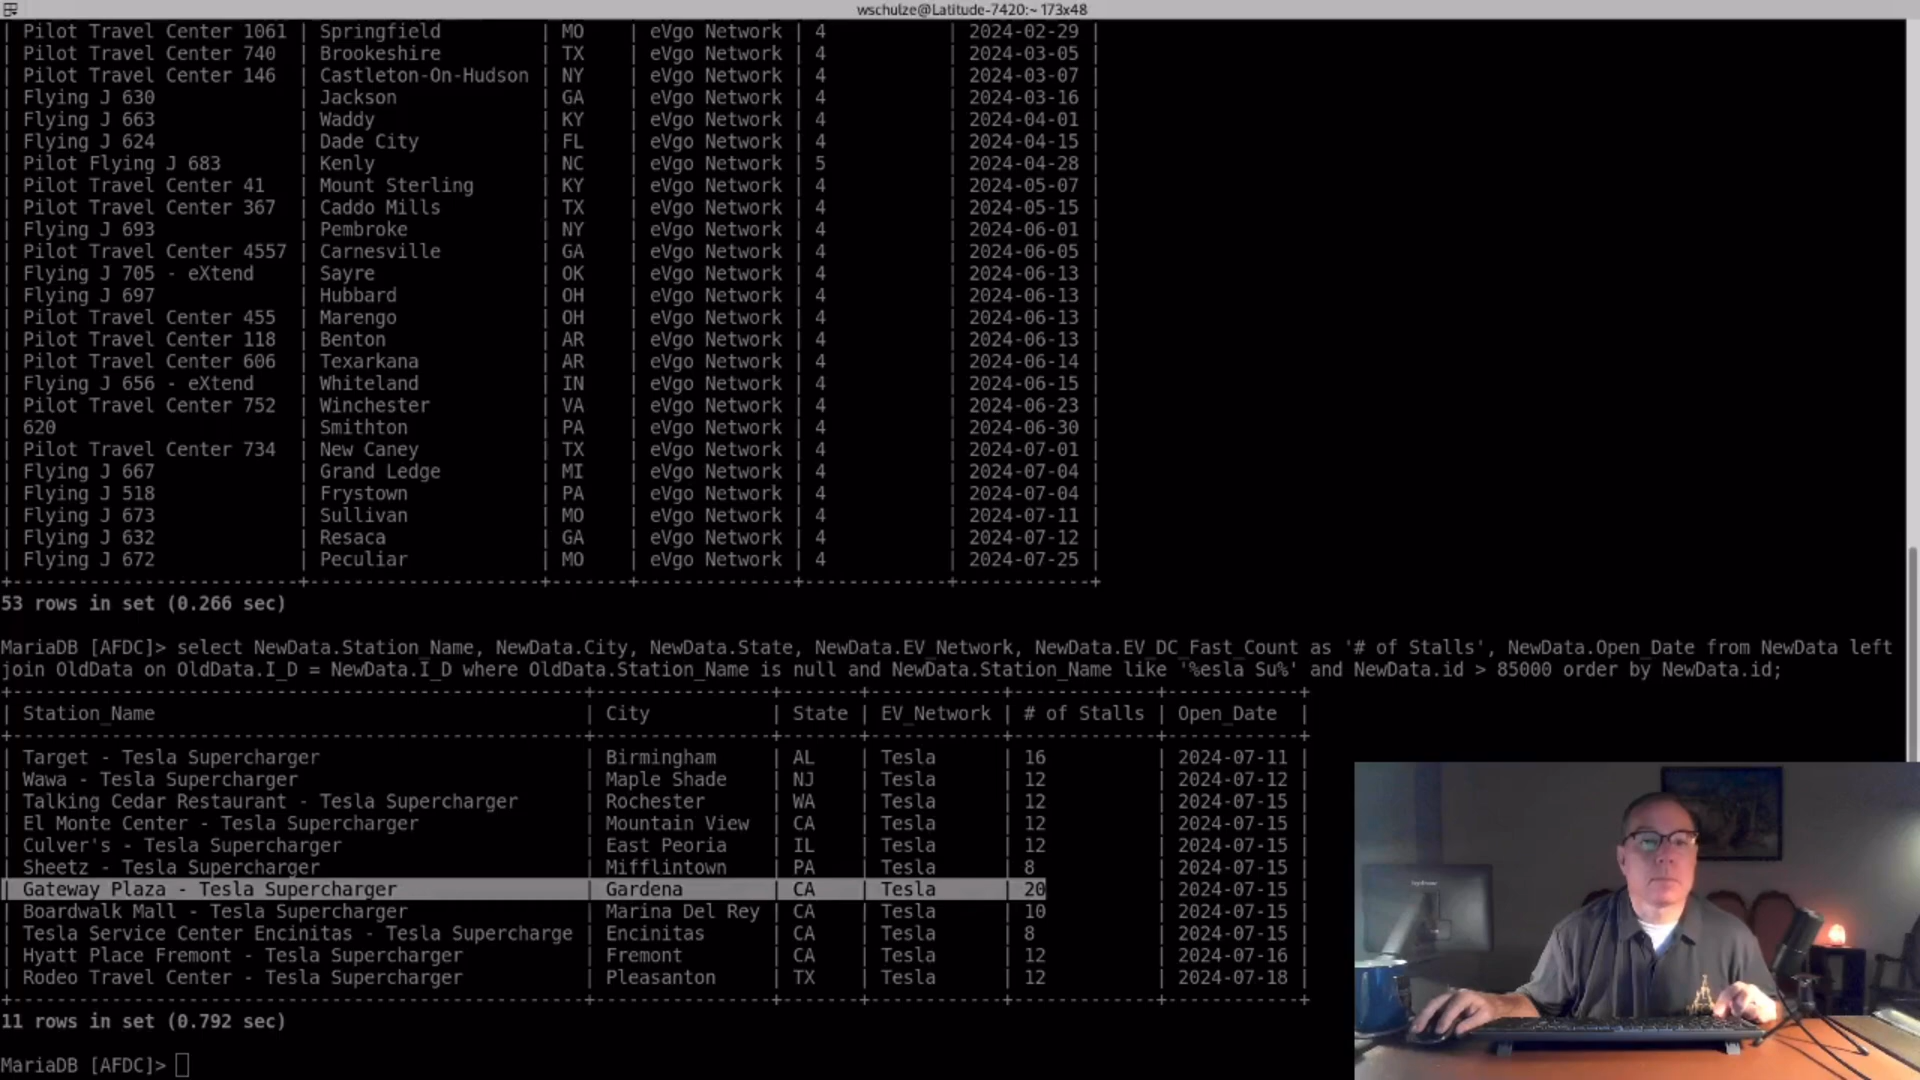 wschulze@Latitude-7420:~ 173x48
| Pilot Travel Center 1061 | Springfield | MO | eVgo Network | 4 | 2024-02-29 |
| Pilot Travel Center 740 | Brookeshire | TX | eVgo Network | 4 | 2024-03-05 |
| Pilot Travel Center 146 | Castleton-On-Hudson | NY | eVgo Network | 4 | 2024-03-07 |
| Flying J 630 | Jackson | GA | eVgo Network | 4 | 2024-03-16 |
| Flying J 663 | Waddy | KY | eVgo Network | 4 | 2024-04-01 |
| Flying J 624 | Dade City | FL | eVgo Network | 4 | 2024-04-15 |
| Pilot Flying J 683 | Kenly | NC | eVgo Network | 5 | 2024-04-28 |
| Pilot Travel Center 41 | Mount Sterling | KY | eVgo Network | 4 | 2024-05-07 |
| Pilot Travel Center 367 | Caddo Mills | TX | eVgo Network | 4 | 2024-05-15 |
| Flying J 693 | Pembroke | NY | eVgo Network | 4 | 2024-06-01 |
| Pilot Travel Center 4557 | Carnesville | GA | eVgo Network | 4 | 2024-06-05 |
| Flying J 705 - eXtend | Sayre | OK | eVgo Network | 4 | 2024-06-13 |
| Flying J 697 | Hubbard | OH | eVgo Network | 4 | 2024-06-13 |
| Pilot Travel Center 455 | Marengo | OH | eVgo Network | 4 | 2024-06-13 |
| Pilot Travel Center 118 | Benton | AR | eVgo Network | 4 | 2024-06-13 |
| Pilot Travel Center 606 | Texarkana | AR | eVgo Network | 4 | 2024-06-14 |
| Flying J 656 - eXtend | Whiteland | IN | eVgo Network | 4 | 2024-06-15 |
| Pilot Travel Center 752 | Winchester | VA | eVgo Network | 4 | 2024-06-23 |
| 620 | Smithton | PA | eVgo Network | 4 | 2024-06-30 |
| Pilot Travel Center 734 | New Caney | TX | eVgo Network | 4 | 2024-07-01 |
| Flying J 667 | Grand Ledge | MI | eVgo Network | 4 | 2024-07-04 |
| Flying J 518 | Frystown | PA | eVgo Network | 4 | 2024-07-04 |
| Flying J 673 | Sullivan | MO | eVgo Network | 4 | 2024-07-11 |
| Flying J 632 | Resaca | GA | eVgo Network | 4 | 2024-07-12 |
| Flying J 672 | Peculiar | MO | eVgo Network | 4 | 2024-07-25 |
53 rows in set (0.266 sec)
MariaDB [AFDC]> select NewData.Station_Name, NewData.City, NewData.State, NewData.EV_Network, NewData.EV_DC_Fast_Count as '# of Stalls', NewData.Open_Date from NewData left
join OldData on OldData.I_D = NewData.I_D where OldData.Station_Name is null and NewData.Station_Name like '%esla Su%' and NewData.id > 85000 order by NewData.id;
| Station_Name | City | State | EV_Network | # of Stalls | Open_Date |
| Target - Tesla Supercharger | Birmingham | AL | Tesla | 16 | 2024-07-11 |
| Wawa - Tesla Supercharger | Maple Shade | NJ | Tesla | 12 | 2024-07-12 |
| Talking Cedar Restaurant - Tesla Supercharger | Rochester | WA | Tesla | 12 | 2024-07-15 |
| El Monte Center - Tesla Supercharger | Mountain View | CA | Tesla | 12 | 2024-07-15 |
| Culver's - Tesla Supercharger | East Peoria | IL | Tesla | 12 | 2024-07-15 |
| Sheetz - Tesla Supercharger | Mifflintown | PA | Tesla | 8 | 2024-07-15 |
| Gateway Plaza - Tesla Supercharger | Gardena | CA | Tesla | 20 | 2024-07-15 |
| Boardwalk Mall - Tesla Supercharger | Marina Del Rey | CA | Tesla | 10 | 2024-07-15 |
| Tesla Service Center Encinitas - Tesla Supercharge | Encinitas | CA | Tesla | 8 | 2024-07-15 |
| Hyatt Place Fremont - Tesla Supercharger | Fremont | CA | Tesla | 12 | 2024-07-16 |
| Rodeo Travel Center - Tesla Supercharger | Pleasanton | TX | Tesla | 12 | 2024-07-18 |
11 rows in set (0.792 sec)
MariaDB [AFDC]>